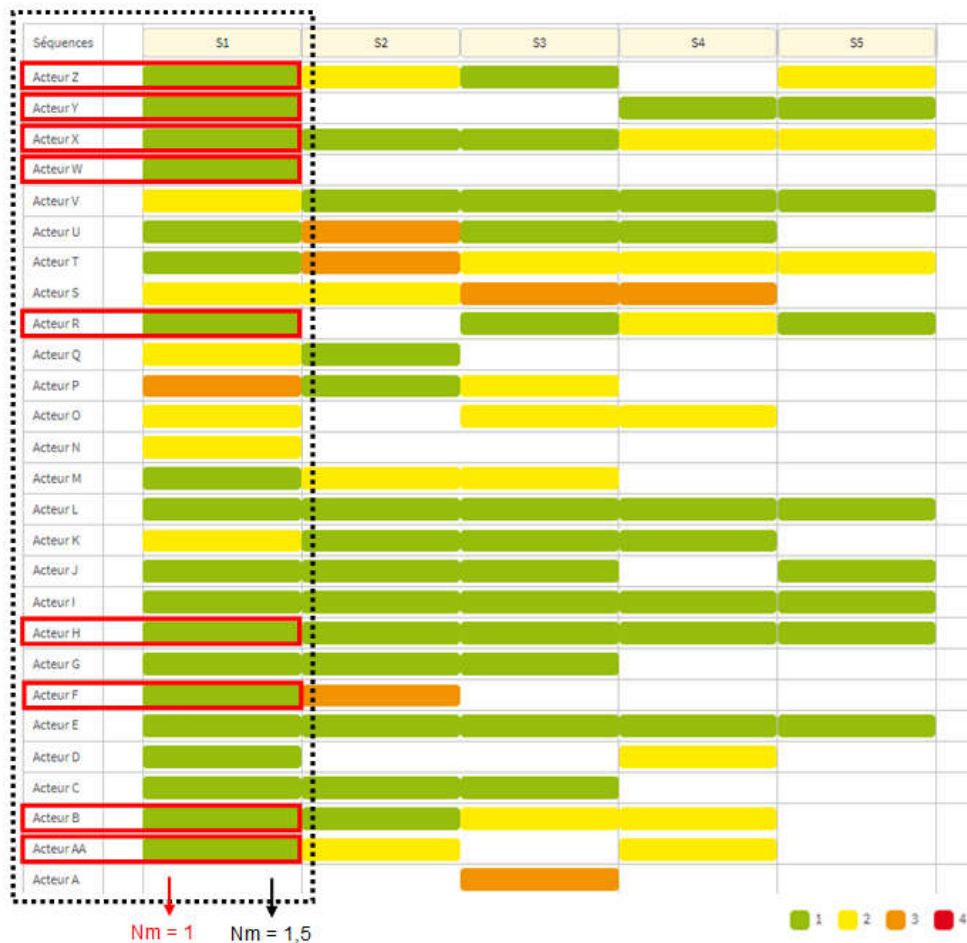 Séquences S1 S2 S3 S4 S5
Acteur Z
Acteur Y
Acteur X
Acteur W
Acteur V
Acteur U
Acteur T
Acteur S
Acteur R
Acteur Q
Acteur P
Acteur O
Acteur N
Acteur M
Acteur L
Acteur K
Acteur J
Acteur I
Acteur H
Acteur G
Acteur F
Acteur E
Acteur D
Acteur C
Acteur B
Acteur AA
Acteur A
Nm = 1 Nm = 1,5
1 2 3 4